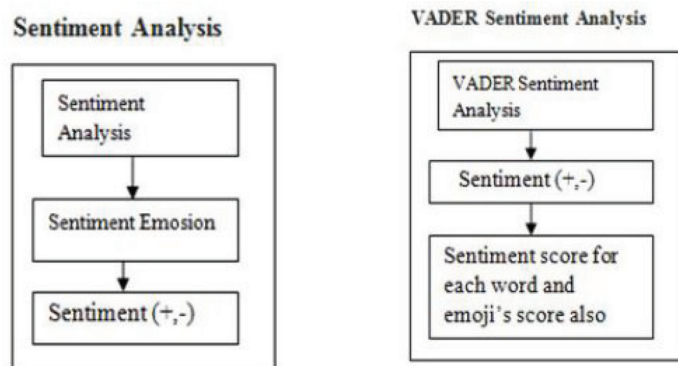 Sentiment Analysis
Sentiment
Analysis
Sentiment Emosion
Sentiment (+,-)
VADER Sentiment Analysis
VADER Sentiment
Analysis
Sentiment (+,-)
Sentiment score for
each word and
emoji's score also